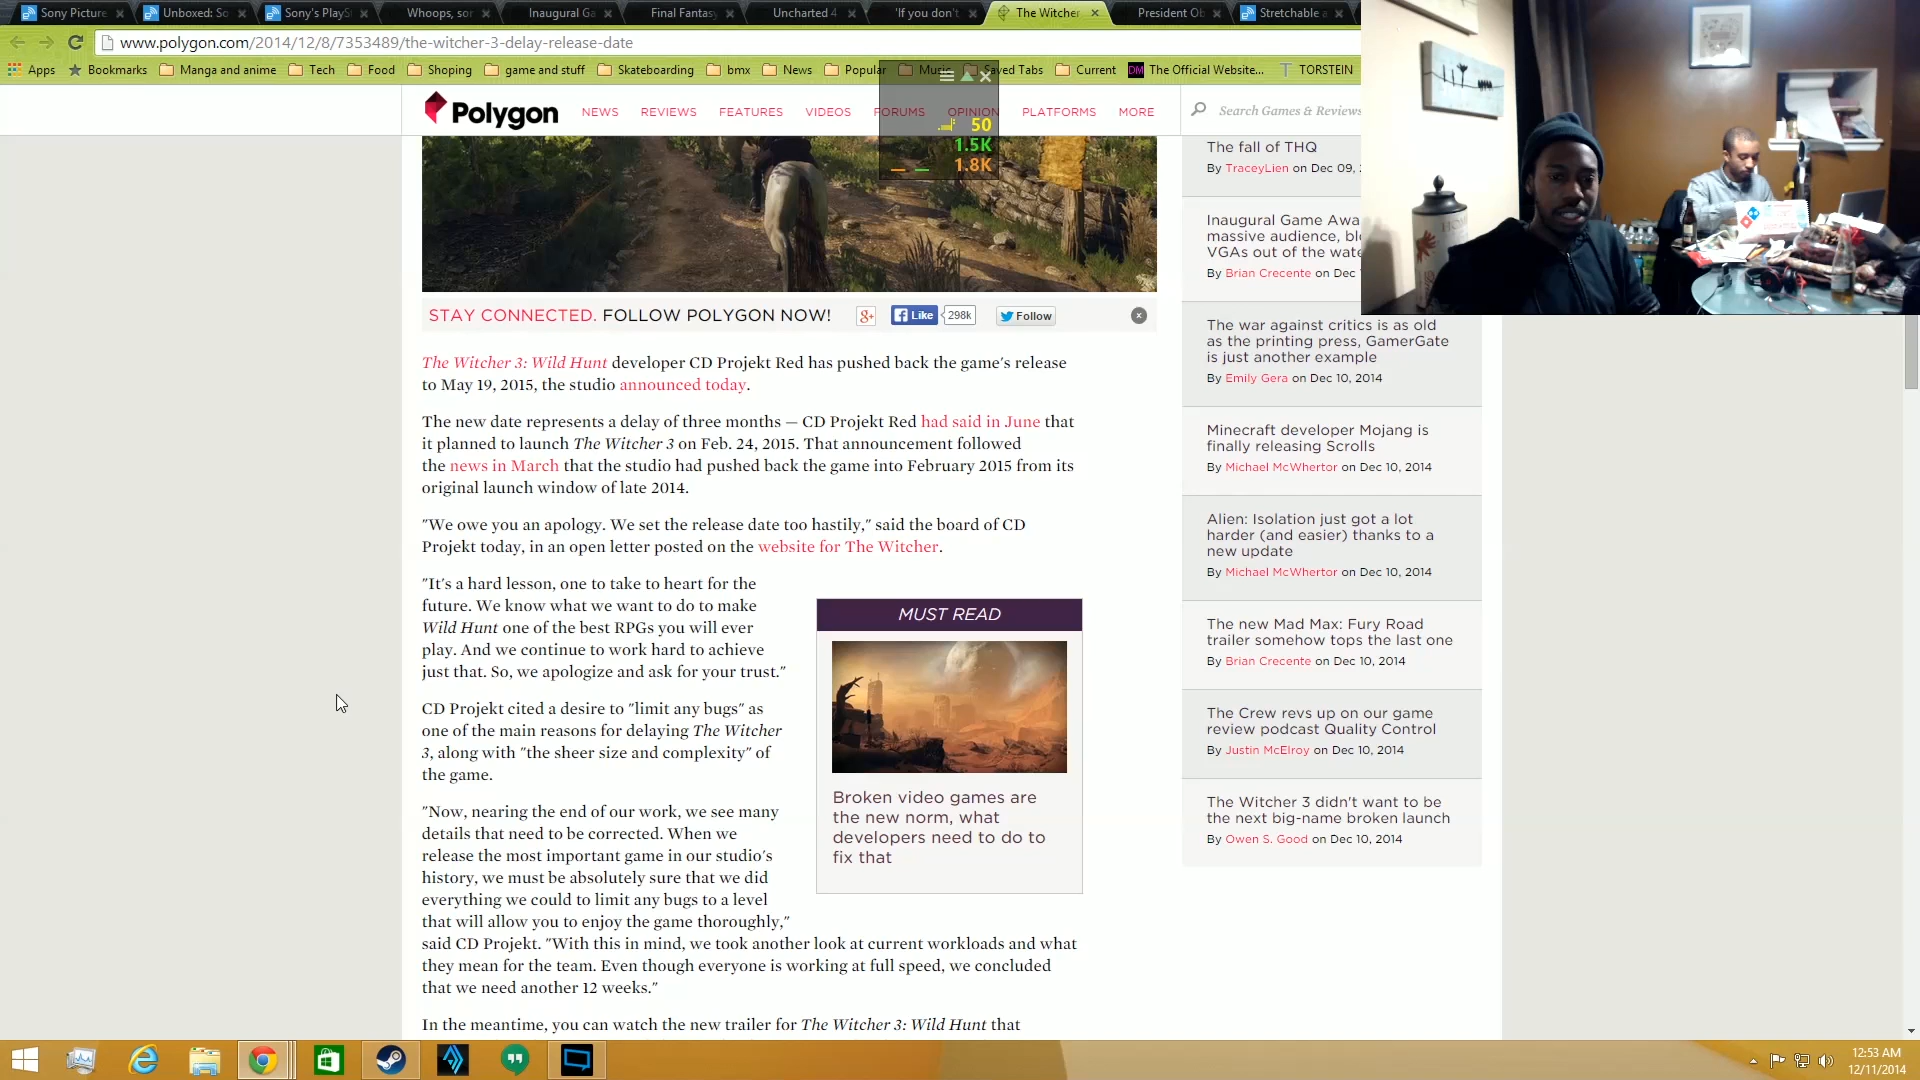 Sony Picture
Unboxed: So
Sony's PlaySt
Whoops, sor
Inaugural Ga
Final Fantasy
Uncharted 4
'If you don't
The Witcher
President Ob
Stretchable a
www.polygon.com/2014/12/8/7353489/the-witcher-3-delay-release-date
Apps
Bookmarks
Manga and anime
Tech
Food
Shoping
game and stuff
Skateboarding
bmx
News
Popular
Music
Saved Tabs
Current
DM
The Official Website...
TORSTEIN
Polygon
NEWS
REVIEWS
FEATURES
VIDEOS
FORUMS
OPINION
PLATFORMS
MORE
Search Games & Reviews
50
1.5K
1.8K
STAY CONNECTED. FOLLOW POLYGON NOW!
Like
298k
Follow
The Witcher 3: Wild Hunt developer CD Projekt Red has pushed back the game's release
to May 19, 2015, the studio announced today.
The new date represents a delay of three months — CD Projekt Red had said in June that
it planned to launch The Witcher 3 on Feb. 24, 2015. That announcement followed
the news in March that the studio had pushed back the game into February 2015 from its
original launch window of late 2014.
"We owe you an apology. We set the release date too hastily," said the board of CD
Projekt today, in an open letter posted on the website for The Witcher.
"It's a hard lesson, one to take to heart for the
future. We know what we want to do to make
Wild Hunt one of the best RPGs you will ever
play. And we continue to work hard to achieve
just that. So, we apologize and ask for your trust."
CD Projekt cited a desire to "limit any bugs" as
one of the main reasons for delaying The Witcher
3, along with "the sheer size and complexity" of
the game.
"Now, nearing the end of our work, we see many
details that need to be corrected. When we
release the most important game in our studio's
history, we must be absolutely sure that we did
everything we could to limit any bugs to a level
that will allow you to enjoy the game thoroughly,"
said CD Projekt. "With this in mind, we took another look at current workloads and what
they mean for the team. Even though everyone is working at full speed, we concluded
that we need another 12 weeks."
In the meantime, you can watch the new trailer for The Witcher 3: Wild Hunt that
MUST READ
Broken video games are
the new norm, what
developers need to do to
fix that
The fall of THQ
By TraceyLien on Dec 09,
Inaugural Game Awa
massive audience, bl
VGAs out of the wate
By Brian Crecente on Dec
The war against critics is as old
as the printing press, GamerGate
is just another example
By Emily Gera on Dec 10, 2014
Minecraft developer Mojang is
finally releasing Scrolls
By Michael McWhertor on Dec 10, 2014
Alien: Isolation just got a lot
harder (and easier) thanks to a
new update
By Michael McWhertor on Dec 10, 2014
The new Mad Max: Fury Road
trailer somehow tops the last one
By Brian Crecente on Dec 10, 2014
The Crew revs up on our game
review podcast Quality Control
By Justin McElroy on Dec 10, 2014
The Witcher 3 didn't want to be
the next big-name broken launch
By Owen S. Good on Dec 10, 2014
12:53 AM
12/11/2014